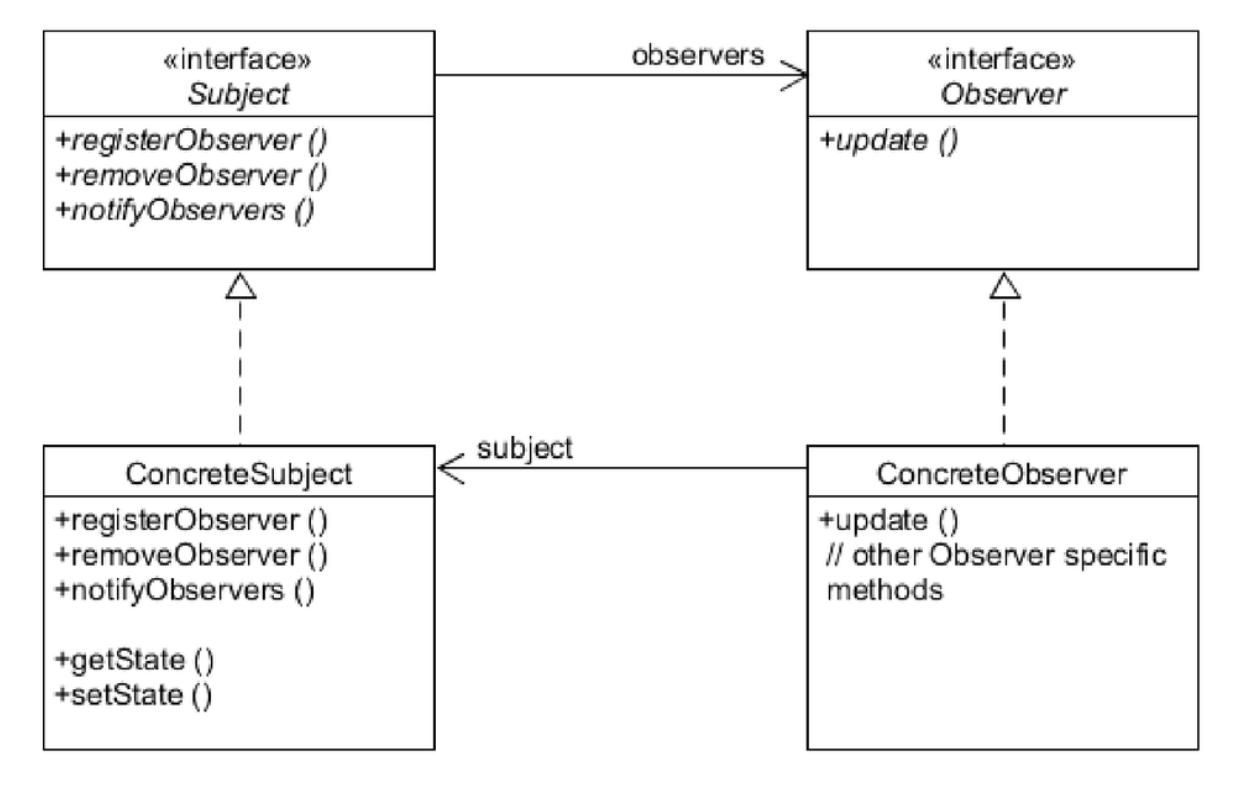 «interface»
Subject
+registerObserver ()
+removeObserver ()
+notifyObservers ()
observers
«interface»
Observer
+update ()
ConcreteSubject
+registerObserver ()
+removeObserver ()
+notifyObservers ()
+getState ()
+setState ()
subject
ConcreteObserver
+update ()
// other Observer specific
methods